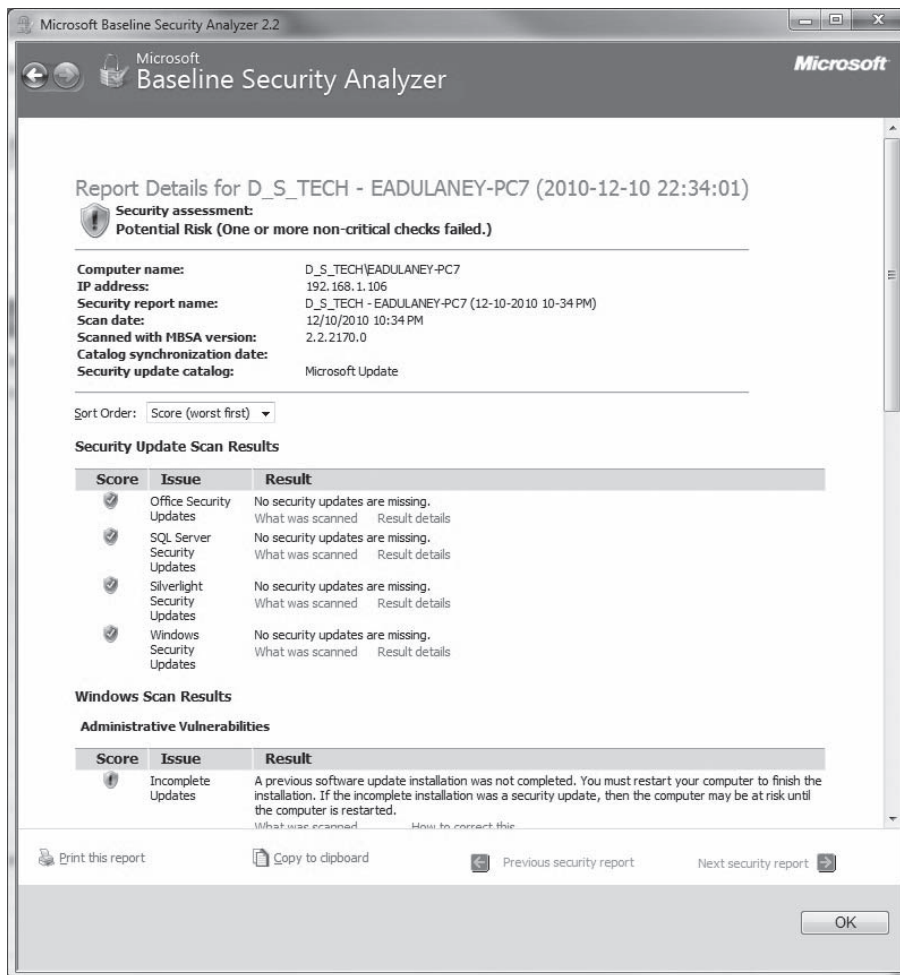 Microsoft Baseline Security Analyzer 2.2
Microsoft
Baseline Security Analyzer
Microsoft
Report Details for D_S_TECH - EADULANEY-PC7 (2010-12-10 22:34:01)
Security assessment:
Potential Risk (One or more non-critical checks failed.)
Computer name: D_S_TECH\EADULANEY-PC7
IP address: 192.168.1.106
Security report name: D_S_TECH - EADULANEY-PC7 (12-10-2010 10-34 PM)
Scan date: 12/10/2010 10:34 PM
Scanned with MBSA version: 2.2.2170.0
Catalog synchronization date:
Security update catalog: Microsoft Update
Sort Order: Score (worst first)
Security Update Scan Results
Score Issue Result
Office Security No security updates are missing.
Updates What was scanned Result details
SQL Server No security updates are missing.
Security What was scanned Result details
Updates
Silverlight No security updates are missing.
Security What was scanned Result details
Updates
Windows No security updates are missing.
Security What was scanned Result details
Updates
Windows Scan Results
Administrative Vulnerabilities
Score Issue Result
Incomplete A previous software update installation was not completed. You must restart your computer to finish the
Updates installation. If the incomplete installation was a security update, then the computer may be at risk until
the computer is restarted.
What was scanned How to correct this
Print this report Copy to clipboard Previous security report Next security report
OK